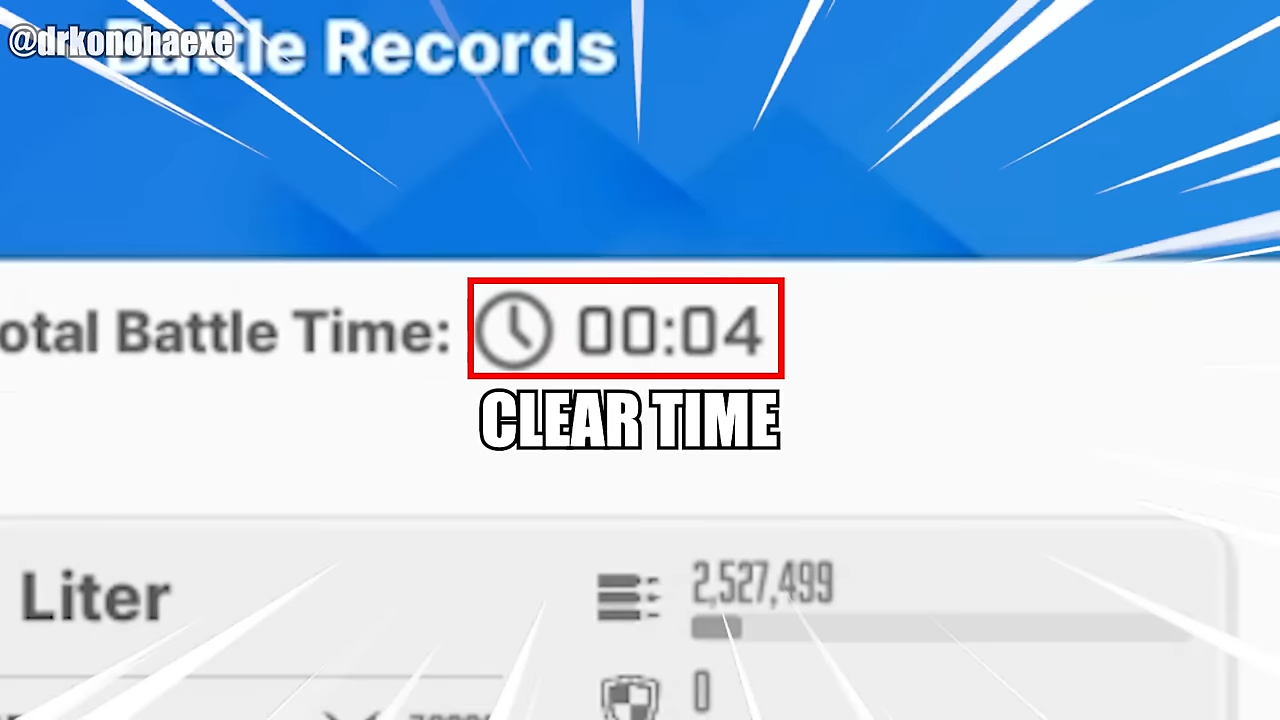 @drkonohaexe
Battle Records
otal Battle Time: 00:04
CLEAR TIME
Liter
2,527,499
0